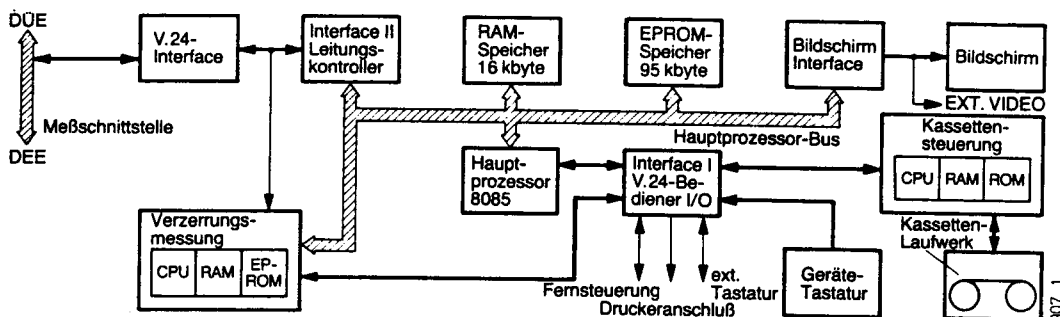 DÜE
V.24-
Interface
Interface II
Leitungs-
kontroller
RAM-
Speicher
16 kbyte
EPROM-
Speicher
95 kbyte
Bildschirm
Interface
Bildschirm
EXT. VIDEO
Meßschnittstelle
DEE
Hauptprozessor-Bus
Kassetten-
steuerung
CPU RAM ROM
Haupt-
prozessor
8085
Interface I
V.24-Be-
diener I/O
Verzerrungs-
messung
CPU RAM EP-
ROM
Kassetten-
Laufwerk
Fernsteuerung
Druckeranschluß
ext.
Tastatur
Geräte-
Tastatur